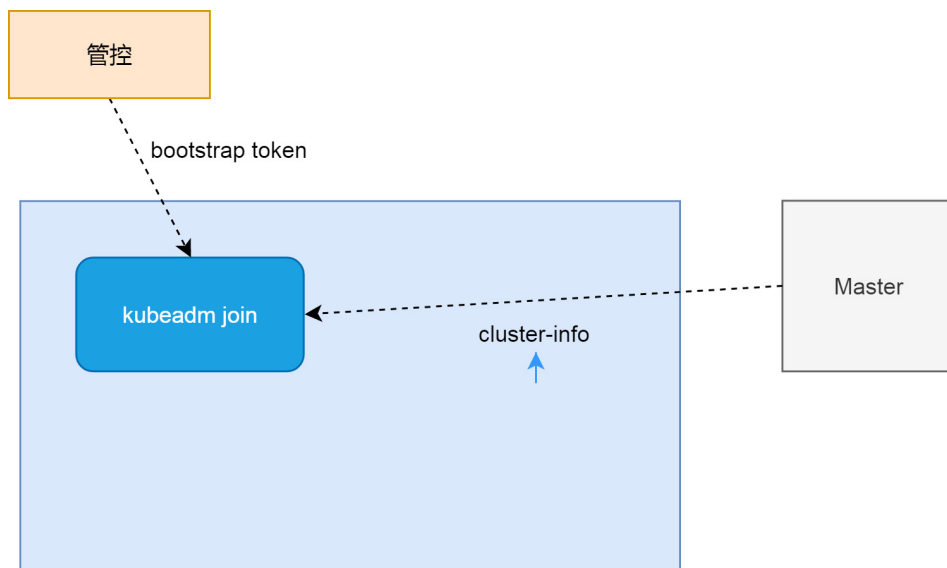 管控
bootstrap token
kubeadm join
cluster-info
Master